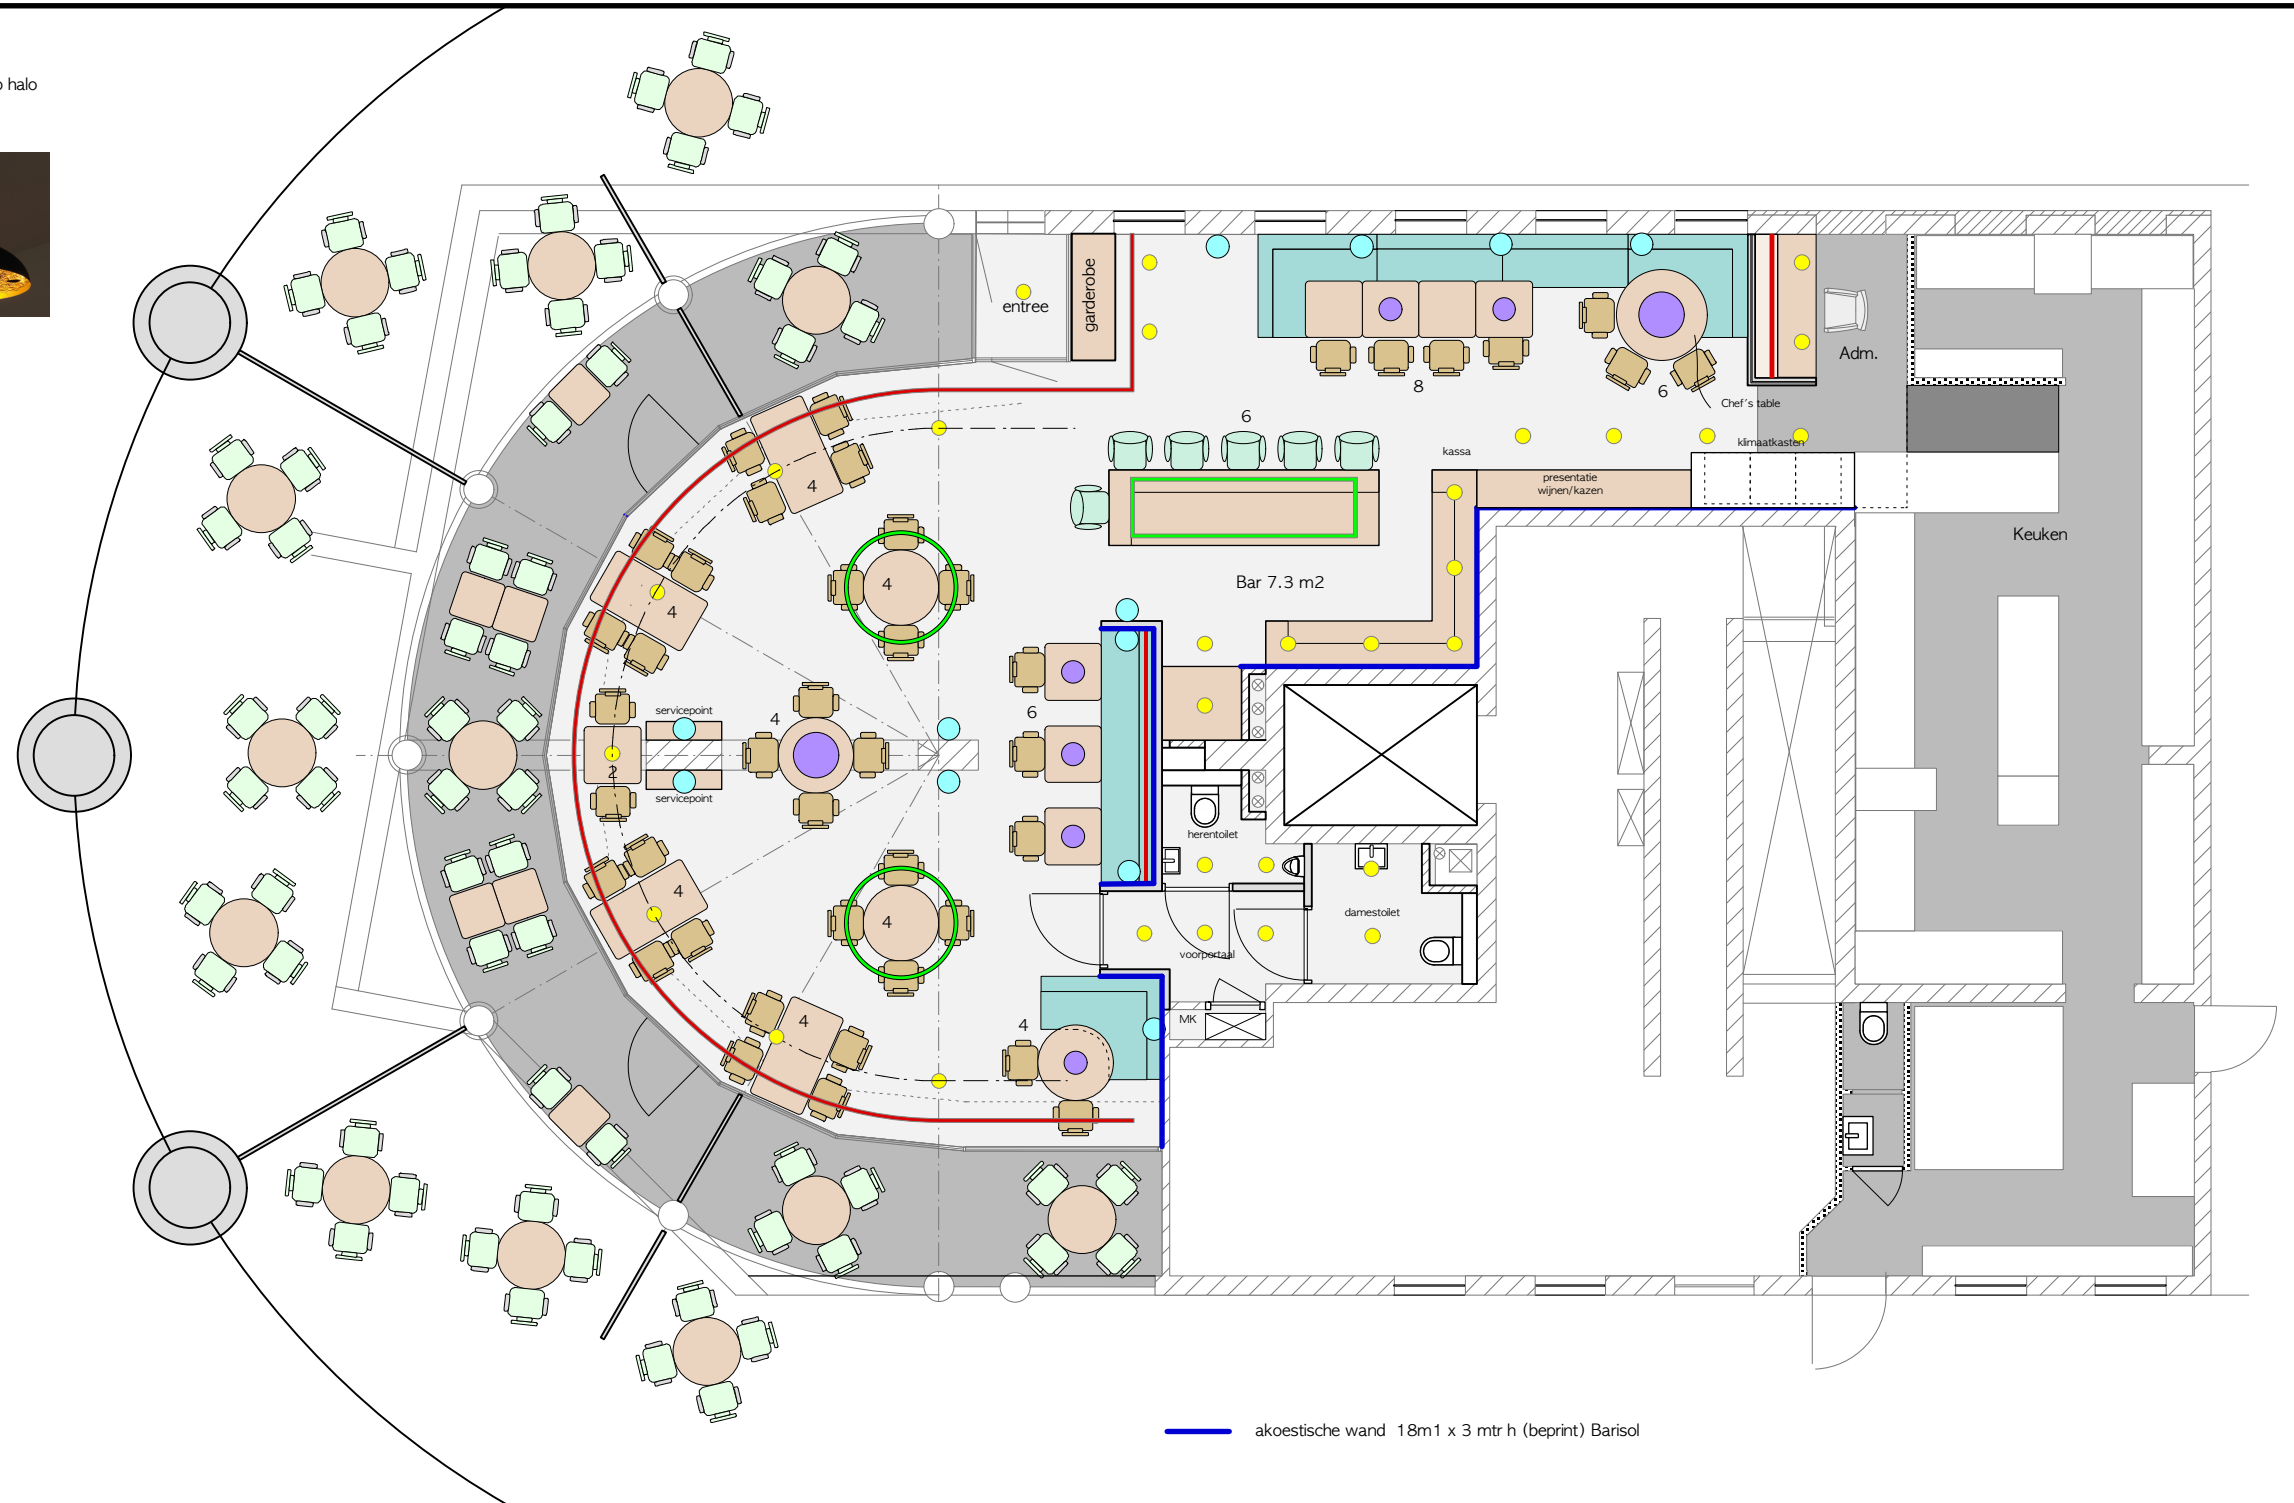 halo
entree
garderobe
Adm.
8
6
Chef's table
6
klimaatkasten
kassa
presentatie
wijnen/kazen
4
Keuken
4
Bar 7.3 m2
4
servicepoint
6
4
2
servicepoint
herentoilet
4
damestoilet
4
voorportaal
MK
4
4
akoestische wand 18m1 x 3 mtr h (beprint) Barisol